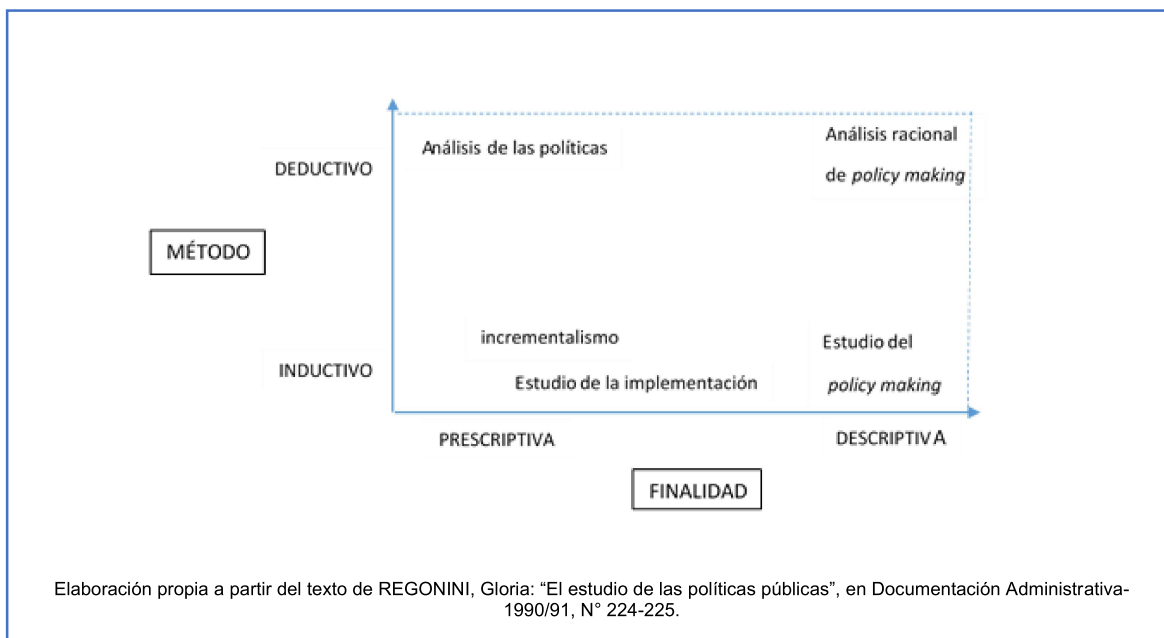 Análisis de las políticas
Análisis racional
de policy making
DEDUCTIVO
MÉTODO
incrementalismo
Estudio del
INDUCTIVO
Estudio de la implementación
policy making
PRESCRIPTIVA
DESCRIPTIVA
FINALIDAD
Elaboración propia a partir del texto de REGONINI, Gloria: “El estudio de las políticas públicas”, en Documentación Administrativa-
1990/91, N° 224-225.